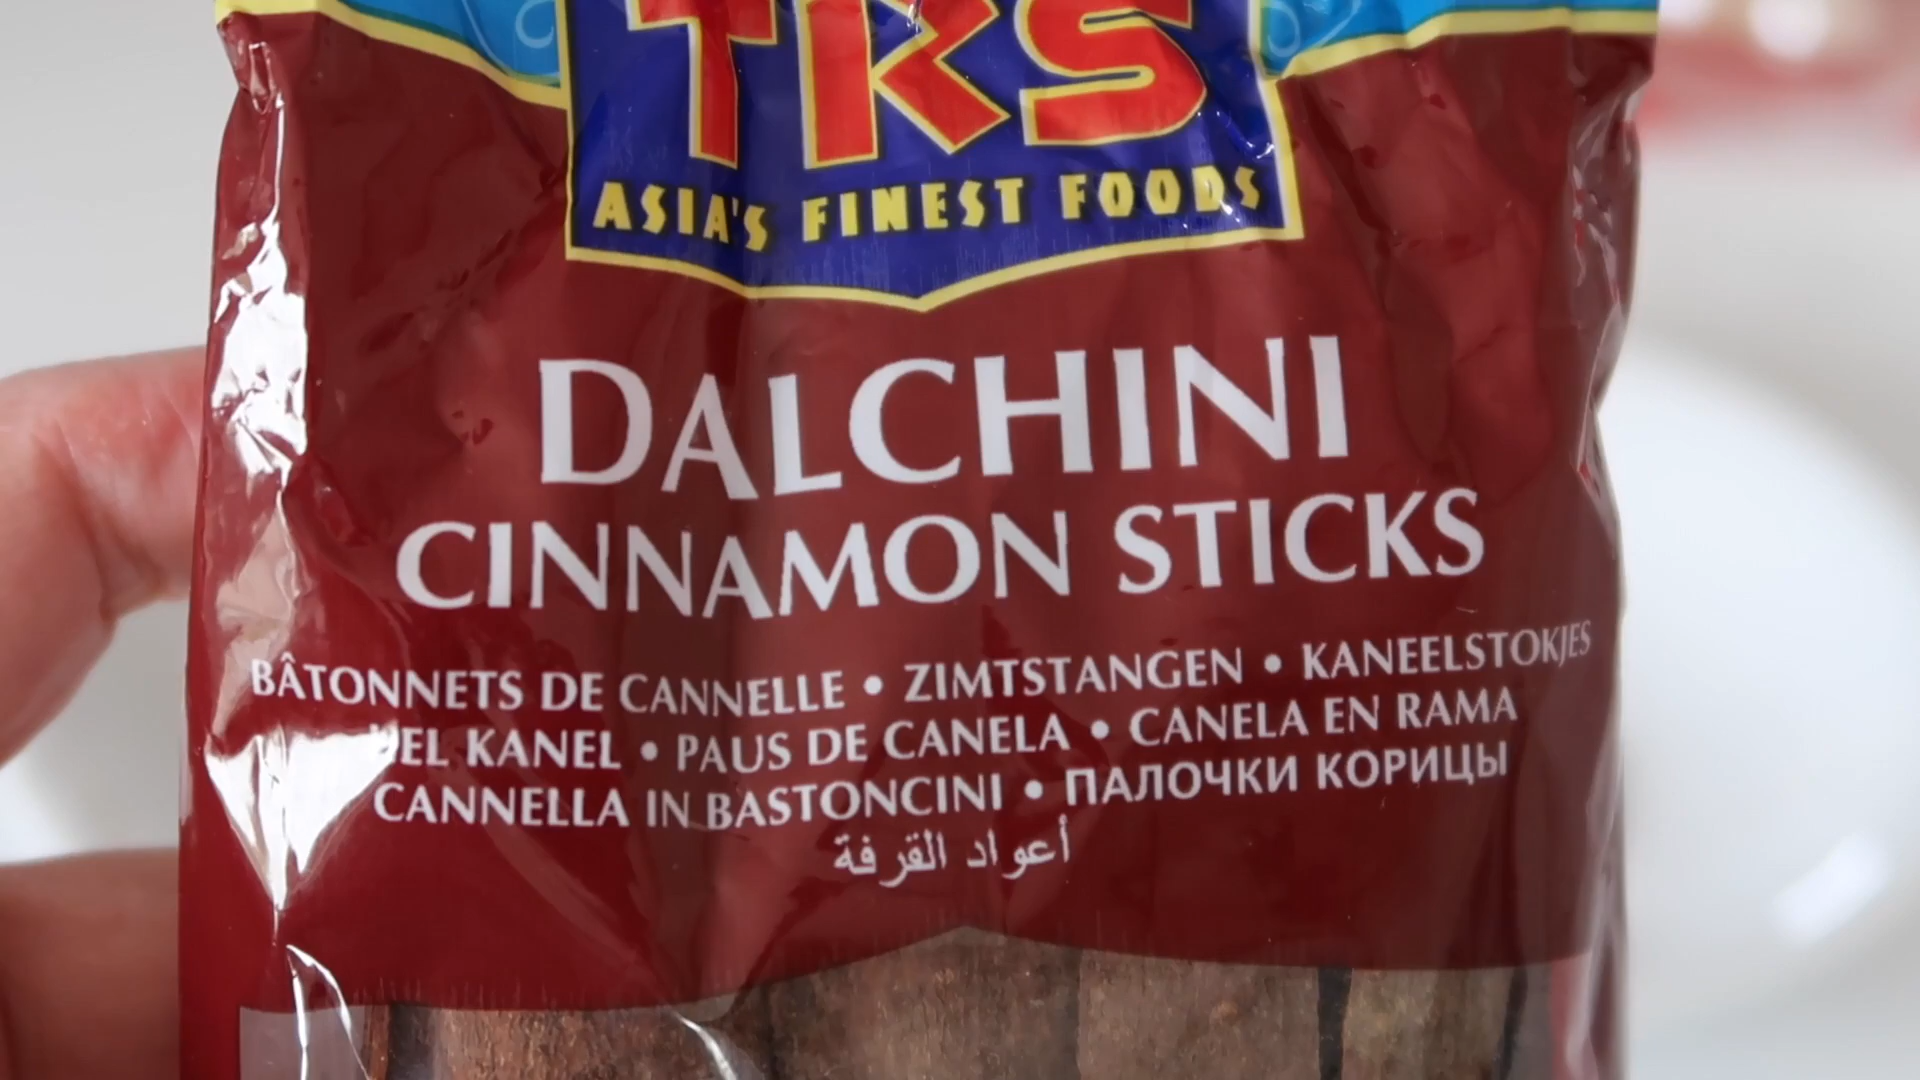 TRS
ASIA'S FINEST FOODS
DALCHINI
CINNAMON STICKS
BÂTONNETS DE CANNELLE • ZIMTSTANGEN • KANEELSTOKJES
KANEL • PAUS DE CANELA • CANELA EN RAMA
CANNELLA IN BASTONCINI • ПАЛОЧКИ КОРИЦЫ
أعواد القرفة